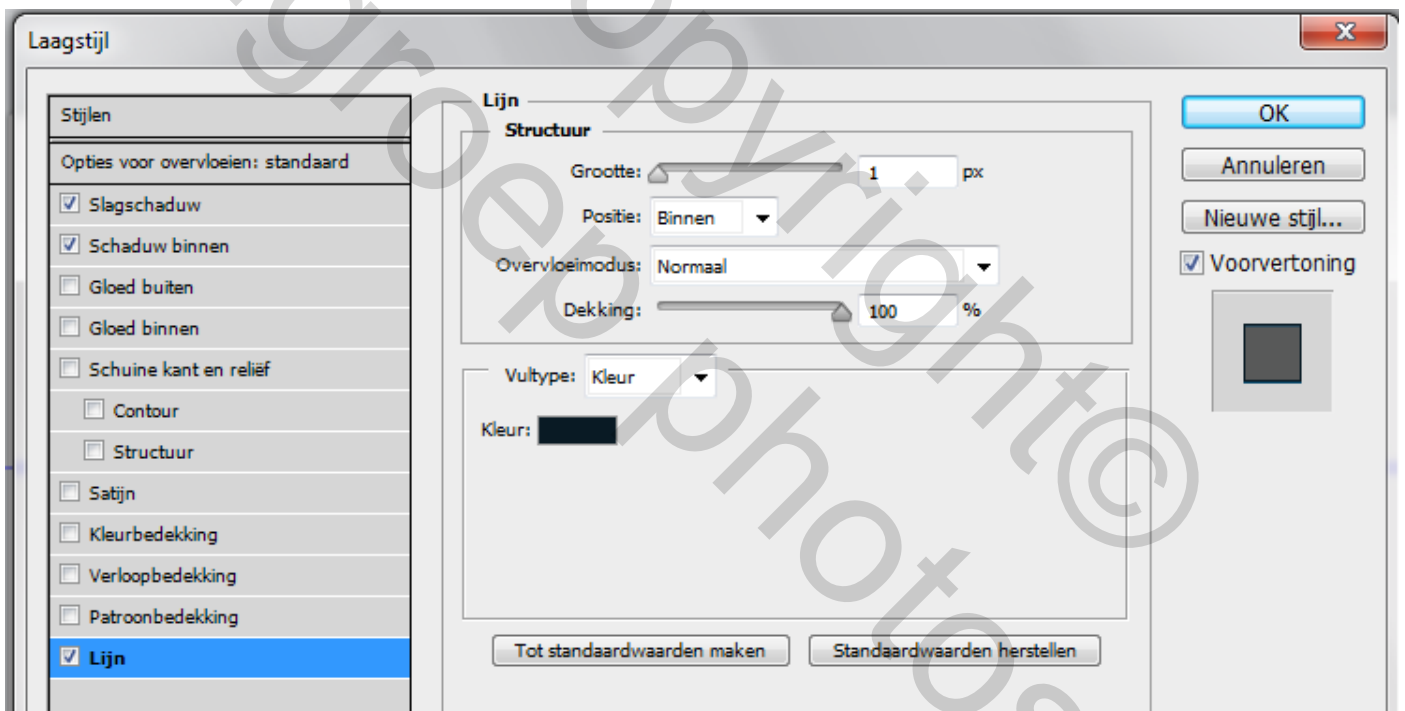 Laagstijl
Stijlen
Opties voor overvloeien: standaard
Slagschaduw
Schaduw binnen
Gloed buiten
Gloed binnen
Schuine kant en reliëf
Contour
Structuur
Satijn
Kleurbedekking
Verloopbedekking
Patroonbedekking
Lijn
Lijn
Structuur
Grootte: 1 px
Positie: Binnen
Overvloeimodus: Normaal
Dekking: 100 %
Vultype: Kleur
Kleur:
Tot standaardwaarden maken Standaardwaarden herstellen
OK
Annuleren
Nieuwe stijl...
Voorvertoning
opyright©
groep photos